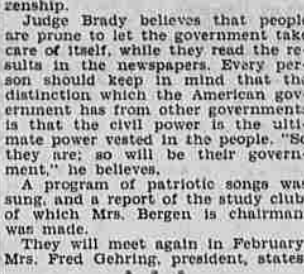 zenship.
Judge Brady believes that people
are prune to let the government take
care of itself, while they read the re-
sults in the newspapers. Every per-
son should keep in mind that the
distinction which the American gov-
ernment has from other governments
is that the civil power is the ulti-
mate power vested in the people. "So
they are; so will be their govern-
ment," he believes.
A program of patriotic songs was
sung, and a report of the study club
of which Mrs. Bergen is chairman
was made.
They will meet again in February,
Mrs. Fred Gehring, president, states